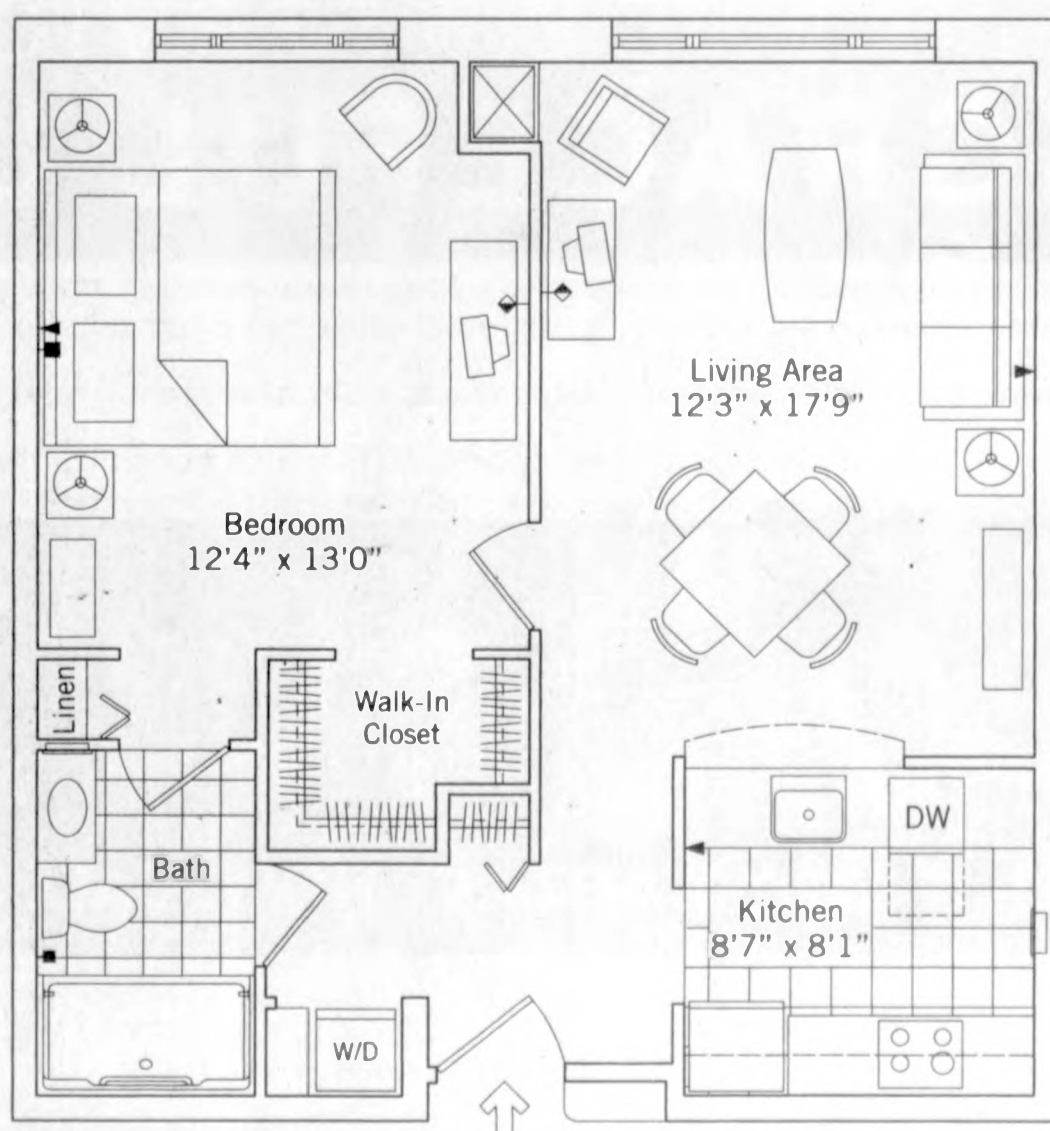 Living Area
12'3" x 17'9"
Bedroom
12'4" x 13'0"
Linen
Walk-In
Closet
DW
Bath
Kitchen
8'7" x 8'1"
W/D